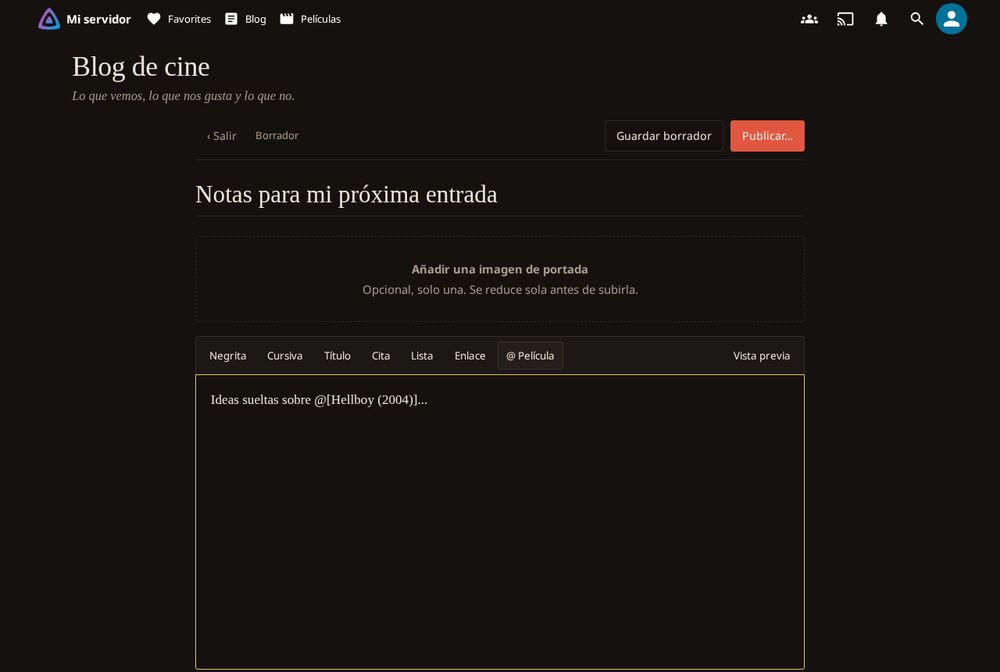 Mi servidor
Favorites
Blog
Películas
Blog de cine
Lo que vemos, lo que nos gusta y lo que no.
‹ Salir
Borrador
Guardar borrador
Publicar...
Notas para mi próxima entrada
Añadir una imagen de portada
Opcional, solo una. Se reduce sola antes de subirla.
Negrita
Cursiva
Título
Cita
Lista
Enlace
@ Película
Vista previa
Ideas sueltas sobre @[Hellboy (2004)]...